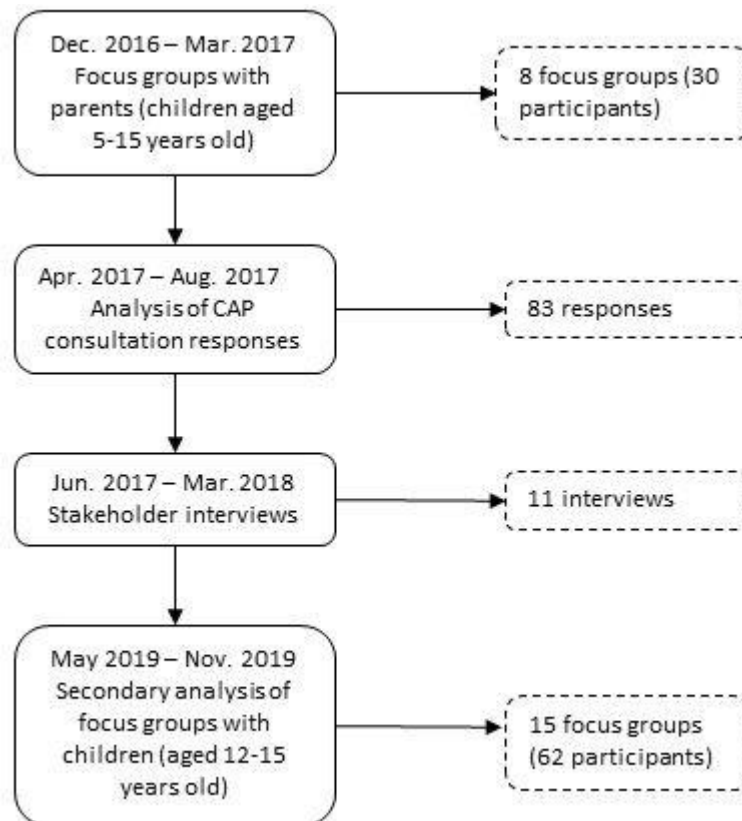 Dec. 2016 – Mar. 2017
Focus groups with
parents (children aged
5-15 years old)
8 focus groups (30
participants)
Apr. 2017 – Aug. 2017
Analysis of CAP
consultation responses
83 responses
Jun. 2017 – Mar. 2018
Stakeholder interviews
11 interviews
May 2019 – Nov. 2019
Secondary analysis of
focus groups with
children (aged 12-15
years old)
15 focus groups
(62 participants)